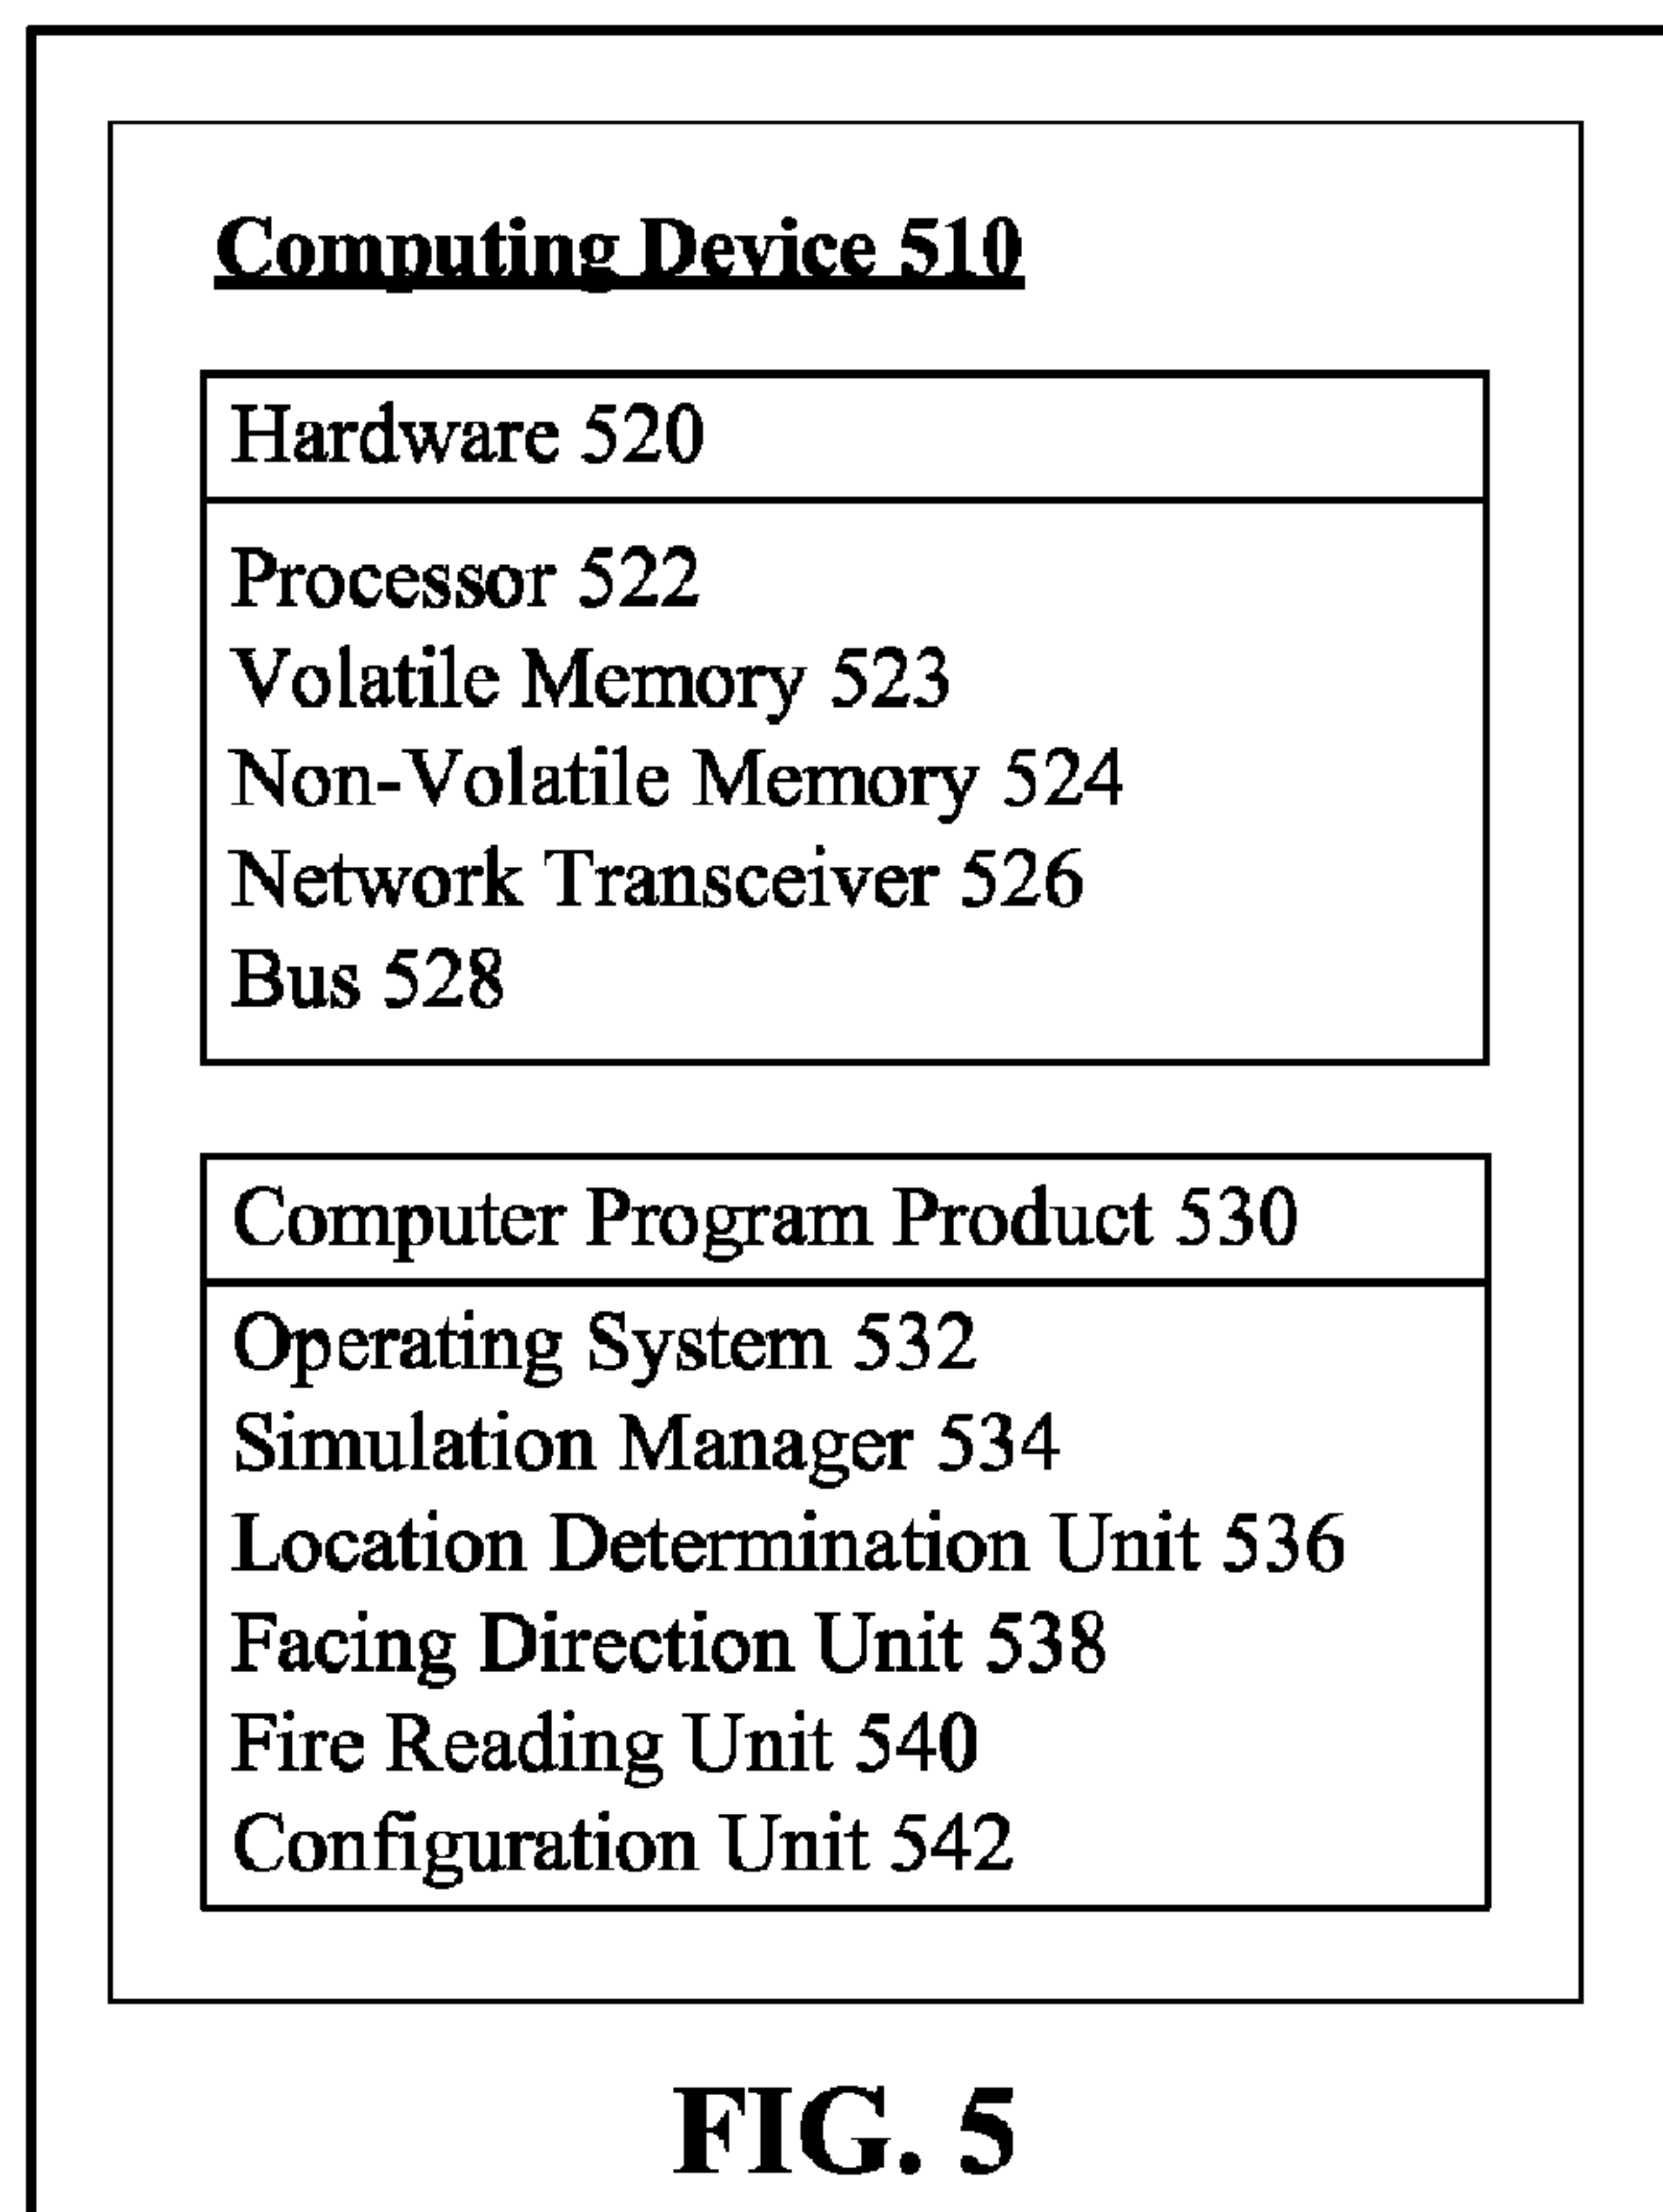 Computing Device 510
Hardware 520
Processor 522
Volatile Memory 523
Non-Volatile Memory 524
Network Transceiver 526
Bus 528
Computer Program Product 530
Operating System 532
Simulation Manager 534
Location Determination Unit 536
Facing Direction Unit 538
Fire Reading Unit 540
Configuration Unit 542
FIG. 5